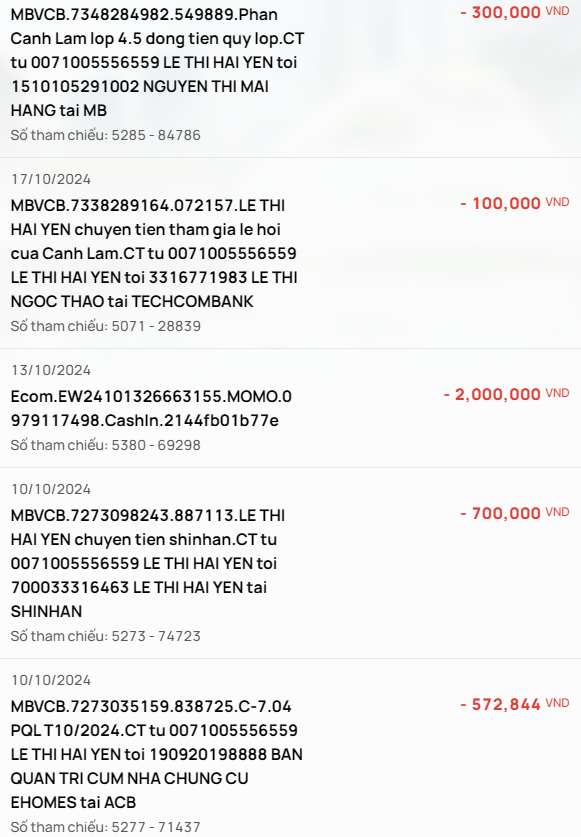 MBVCB.7348284982.549889.Phan
- 300,000 VND
Canh Lam lop 4.5 dong tien quy lop.CT
tu 0071005556559 LE THI HAI YEN toi
1510105291002 NGUYEN THI MAI
HANG tai MB
Số tham chiếu: 5285 - 84786
17/10/2024
MBVCB.7338289164.072157.LE THI
- 100,000 VND
HAI YEN chuyen tien tham gia le hoi
cua Canh Lam.CT tu 0071005556559
LE THI HAI YEN toi 3316771983 LE THI
NGOC THAO tai TECHCOMBANK
Số tham chiếu: 5071 - 28839
13/10/2024
Ecom.EW24101326663155.MOMO.0
- 2,000,000 VND
979117498.CashIn.2144fb01b77e
Số tham chiếu: 5380 - 69298
10/10/2024
MBVCB.7273098243.887113.LE THI
- 700,000 VND
HAI YEN chuyen tien shinhan.CT tu
0071005556559 LE THI HAI YEN toi
700033316463 LE THI HAI YEN tai
SHINHAN
Số tham chiếu: 5273 - 74723
10/10/2024
MBVCB.7273035159.838725.C-7.04
- 572,844 VND
PQL T10/2024.CT tu 0071005556559
LE THI HAI YEN toi 190920198888 BAN
QUAN TRI CUM NHA CHUNG CU
EHOMES tai ACB
Số tham chiếu: 5277 - 71437